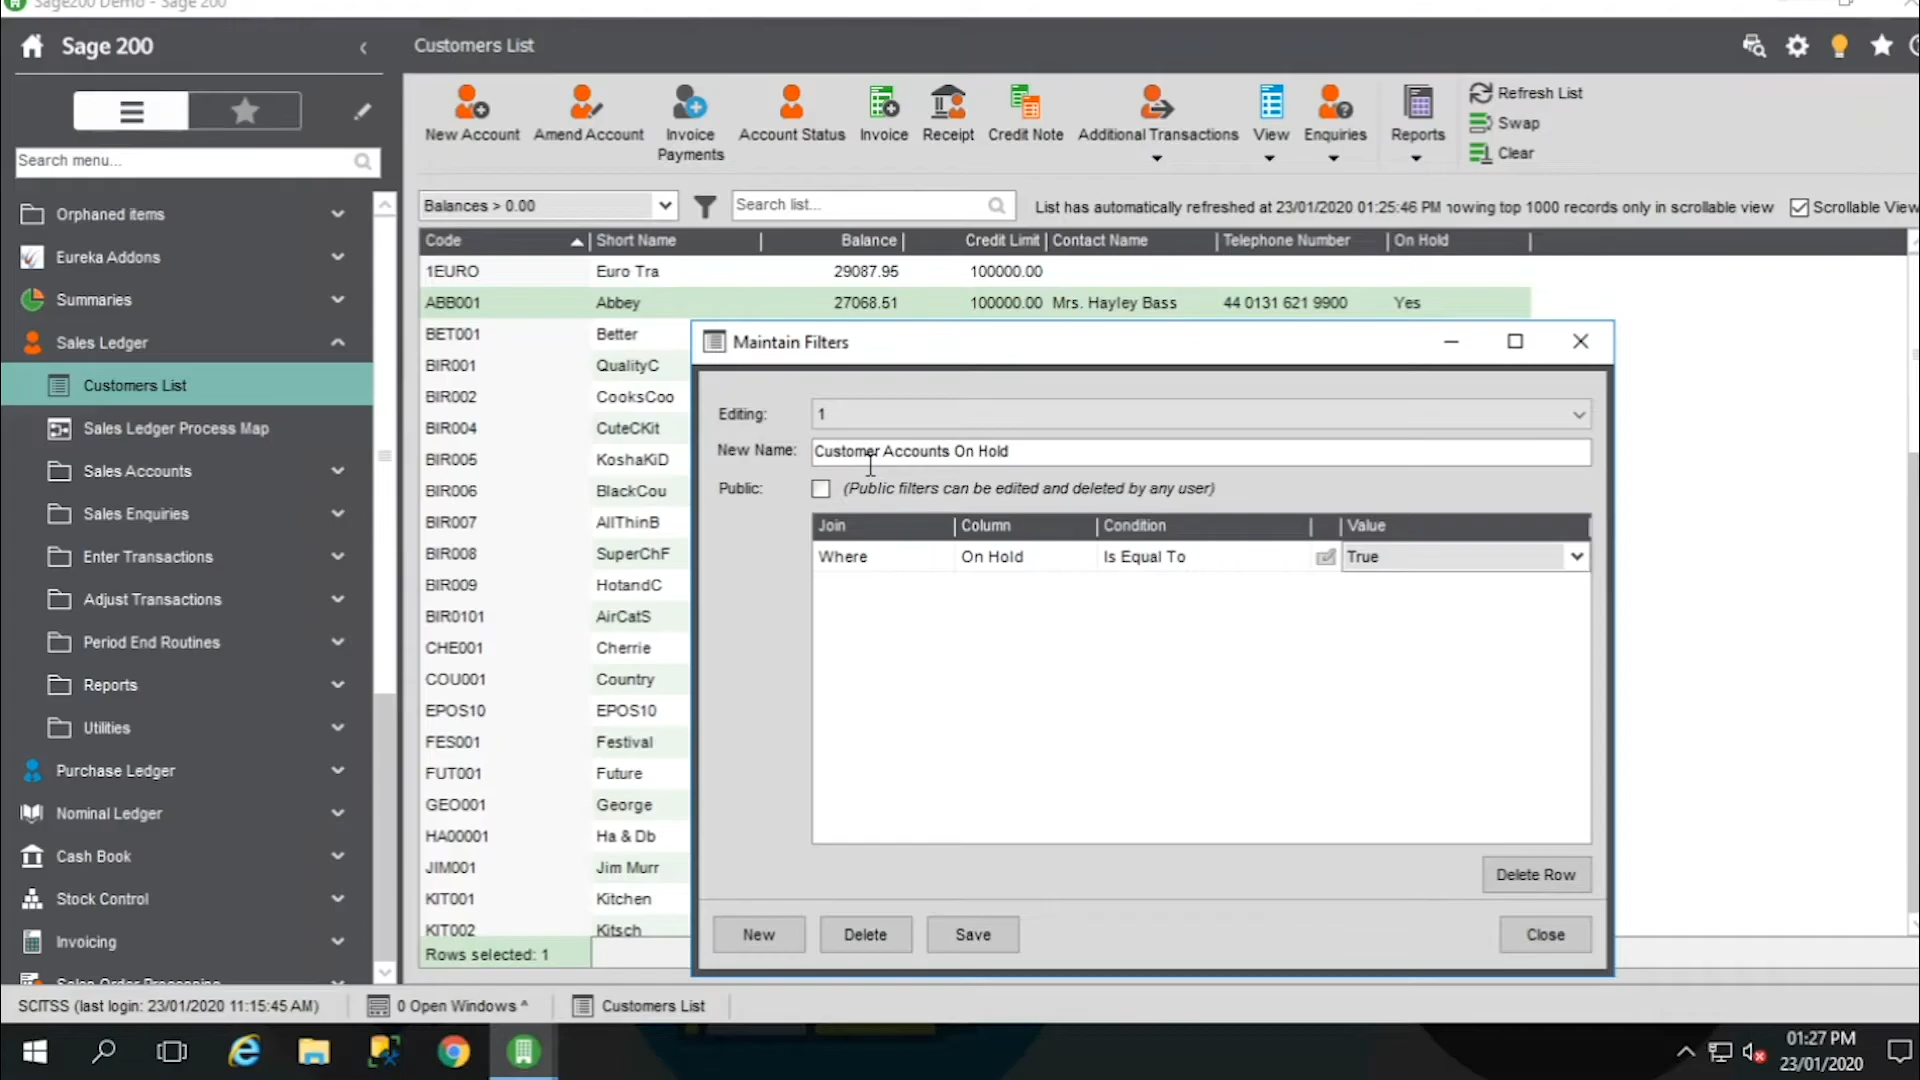 Sage200 Demo - Sage 200
Sage 200
Customers List
New Account
Amend Account
Invoice Payments
Account Status
Invoice
Receipt
Credit Note
Additional Transactions
View
Enquiries
Reports
Refresh List
Swap
Clear
Search menu...
Balances > 0.00
Search list...
List has automatically refreshed at 23/01/2020 01:25:46 PM
howing top 1000 records only in scrollable view
Scrollable View
Orphaned items
Eureka Addons
Summaries
Sales Ledger
Customers List
Sales Ledger Process Map
Sales Accounts
Sales Enquiries
Enter Transactions
Adjust Transactions
Period End Routines
Reports
Utilities
Purchase Ledger
Nominal Ledger
Cash Book
Stock Control
Invoicing
Sales Order Processing
Code Short Name Balance Credit Limit Contact Name Telephone Number On Hold
1EURO Euro Tra 29087.95 100000.00
ABB001 Abbey 27068.51 100000.00 Mrs. Hayley Bass 44 0131 621 9900 Yes
BET001 Better
BIR001 QualityC
BIR002 CooksCoo
BIR004 CuteCKit
BIR005 KoshaKiD
BIR006 BlackCou
BIR007 AllThinB
BIR008 SuperChF
BIR009 HotandC
BIR0101 AirCatS
CHE001 Cherrie
COU001 Country
EPOS10 EPOS10
FES001 Festival
FUT001 Future
GEO001 George
HA00001 Ha & Db
JIM001 Jim Murr
KIT001 Kitchen
KIT002 Kitsch
Rows selected: 1
Maintain Filters
Editing: 1
New Name: Customer Accounts On Hold
Public: (Public filters can be edited and deleted by any user)
Join Column Condition Value
Where On Hold Is Equal To True
Delete Row
New
Delete
Save
Close
SCITSS (last login: 23/01/2020 11:15:45 AM)
0 Open Windows ^
Customers List
01:27 PM
23/01/2020